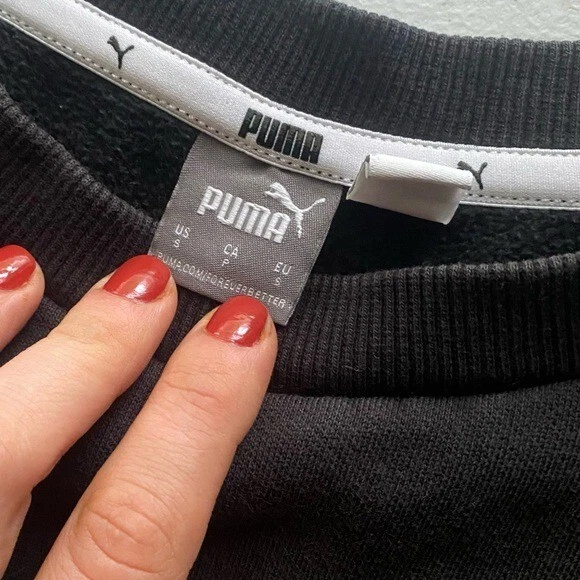 PUMA
PUMA
US CA EU
S P S
PUMA.COM/FOREVERBETTER